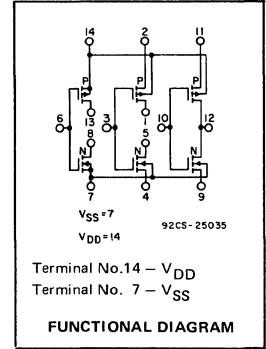 14 2 11
P P P
13 1
6 8 3 5 10 12
N N N
7 4 9
VSS=7
92CS-25035
VDD=14
Terminal No.14 – VDD
Terminal No. 7 – VSS
FUNCTIONAL DIAGRAM